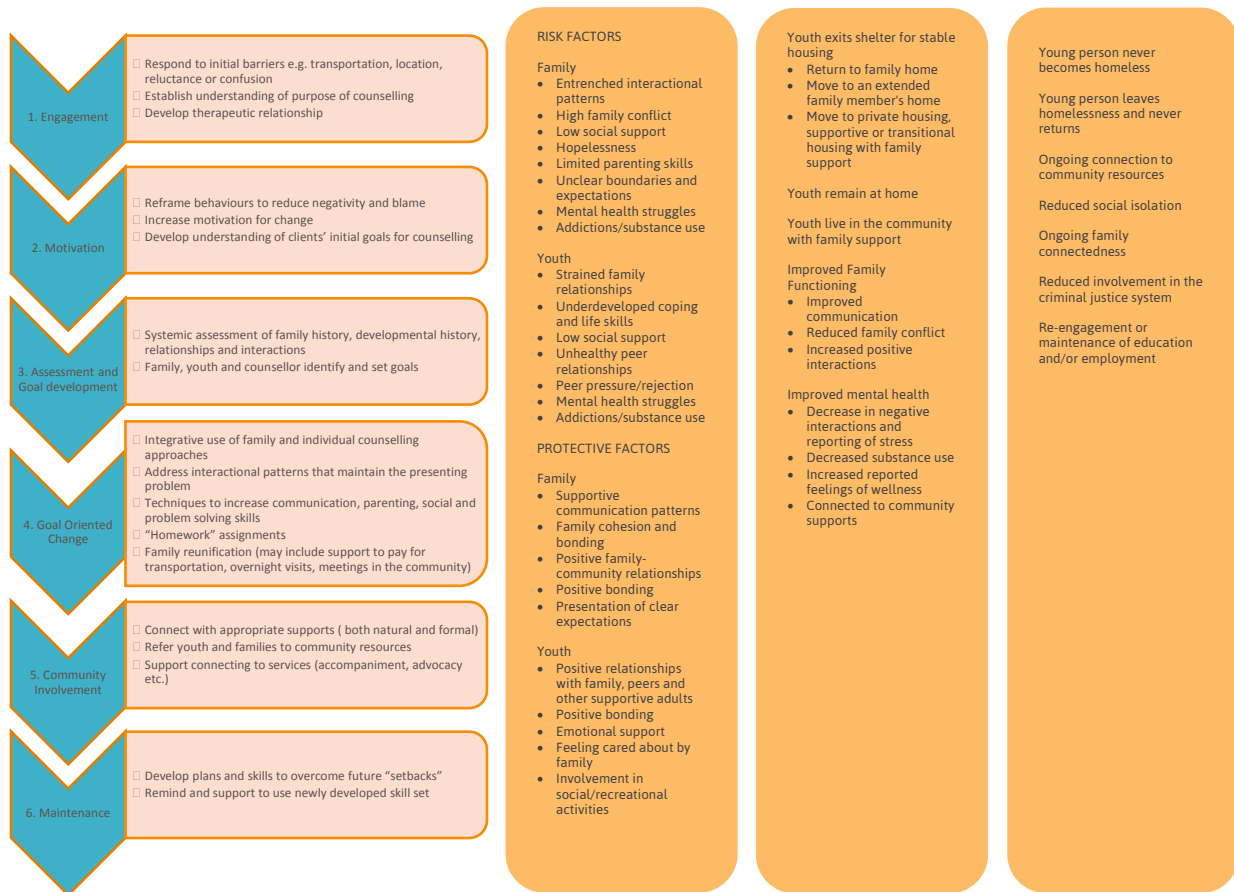 1. Engagement
□ Respond to initial barriers e.g. transportation, location,
reluctance or confusion
□ Establish understanding of purpose of counselling
□ Develop therapeutic relationship
2. Motivation
□ Reframe behaviours to reduce negativity and blame
□ Increase motivation for change
□ Develop understanding of clients' initial goals for counselling
3. Assessment and
Goal development
□ Systemic assessment of family history, developmental history,
relationships and interactions
□ Family, youth and counsellor identify and set goals
4. Goal Oriented
Change
□ Integrative use of family and individual counselling
approaches
□ Address interactional patterns that maintain the presenting
problem
□ Techniques to increase communication, parenting, social and
problem solving skills
□ “Homework” assignments
□ Family reunification (may include support to pay for
transportation, overnight visits, meetings in the community)
5. Community
Involvement
□ Connect with appropriate supports ( both natural and formal)
□ Refer youth and families to community resources
□ Support connecting to services (accompaniment, advocacy
etc.)
6. Maintenance
□ Develop plans and skills to overcome future “setbacks”
□ Remind and support to use newly developed skill set
RISK FACTORS
Family
• Entrenched interactional
patterns
• High family conflict
• Low social support
• Hopelessness
• Limited parenting skills
• Unclear boundaries and
expectations
• Mental health struggles
• Addictions/substance use
Youth
• Strained family
relationships
• Underdeveloped coping
and life skills
• Low social support
• Unhealthy peer
relationships
• Peer pressure/rejection
• Mental health struggles
• Addictions/substance use
PROTECTIVE FACTORS
Family
• Supportive
communication patterns
• Family cohesion and
bonding
• Positive family-
community relationships
• Positive bonding
• Presentation of clear
expectations
Youth
• Positive relationships
with family, peers and
other supportive adults
• Positive bonding
• Emotional support
• Feeling cared about by
family
• Involvement in
social/recreational
activities
Youth exits shelter for stable
housing
• Return to family home
• Move to an extended
family member's home
• Move to private housing,
supportive or transitional
housing with family
support
Youth remain at home
Youth live in the community
with family support
Improved Family
Functioning
• Improved
communication
• Reduced family conflict
• Increased positive
interactions
Improved mental health
• Decrease in negative
interactions and
reporting of stress
• Decreased substance use
• Increased reported
feelings of wellness
• Connected to community
supports
Young person never
becomes homeless
Young person leaves
homelessness and never
returns
Ongoing connection to
community resources
Reduced social isolation
Ongoing family
connectedness
Reduced involvement in the
criminal justice system
Re-engagement or
maintenance of education
and/or employment